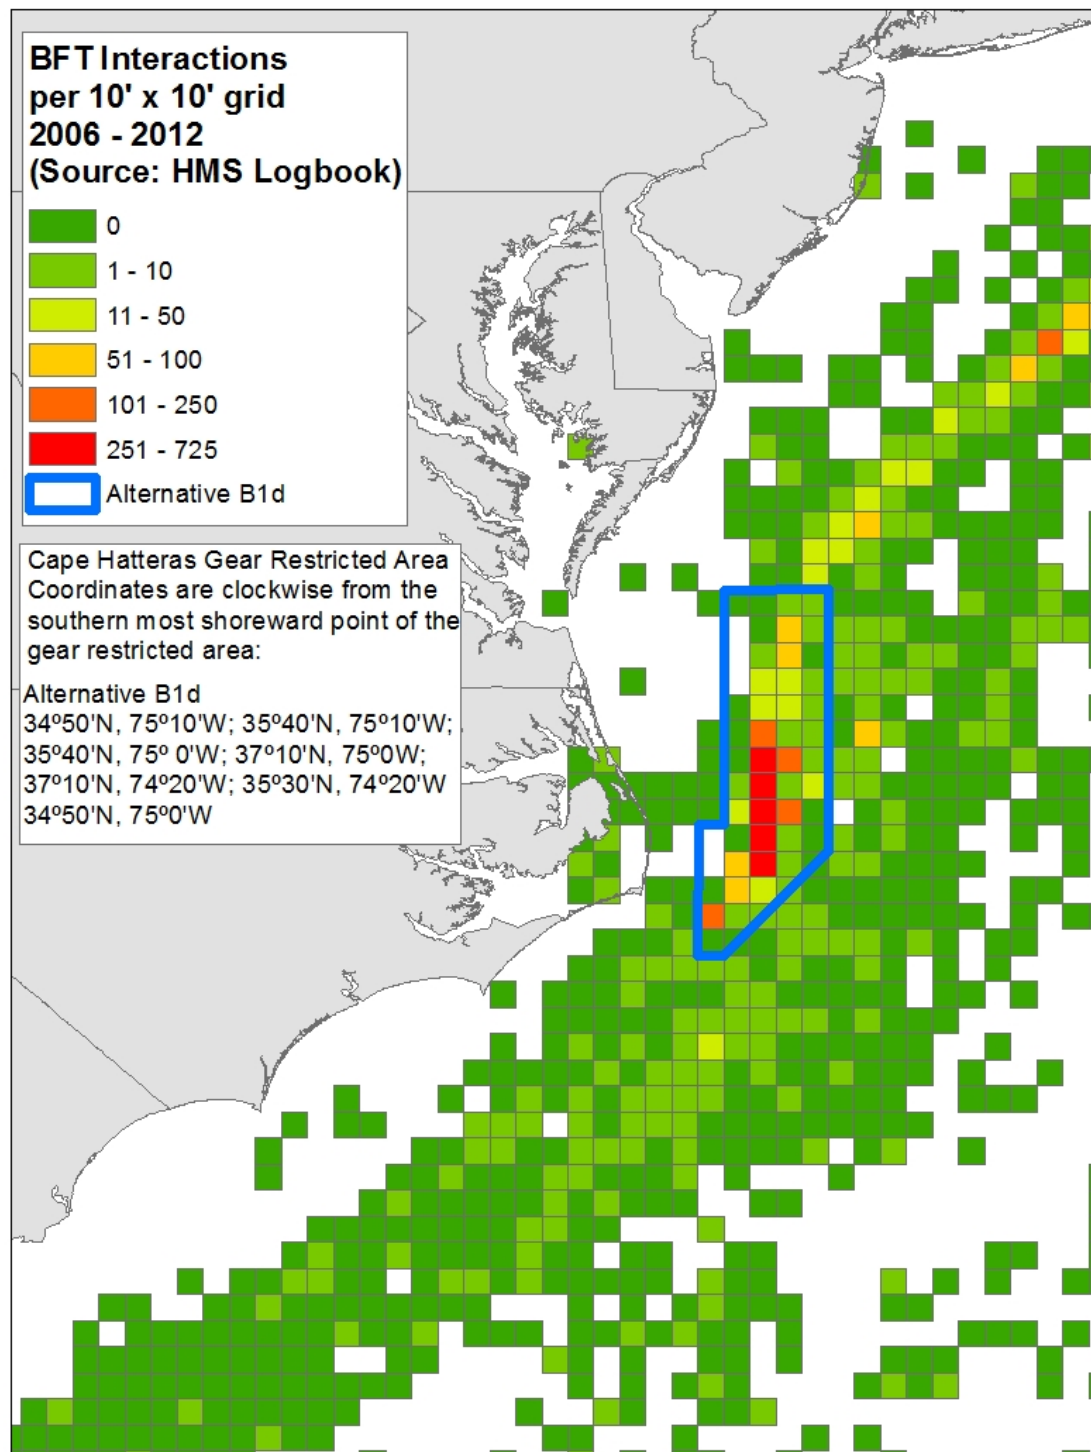 BFT Interactions
per 10' x 10' grid
2006 - 2012
(Source: HMS Logbook)
0
1 - 10
11 - 50
51 - 100
101 - 250
251 - 725
Alternative B1d
Cape Hatteras Gear Restricted Area
Coordinates are clockwise from the
southern most shoreward point of the
gear restricted area:
Alternative B1d
34º50'N, 75º10'W; 35º40'N, 75º10'W;
35º40'N, 75º 0'W; 37º10'N, 75º0W;
37º10'N, 74º20'W; 35º30'N, 74º20'W
34º50'N, 75º0'W